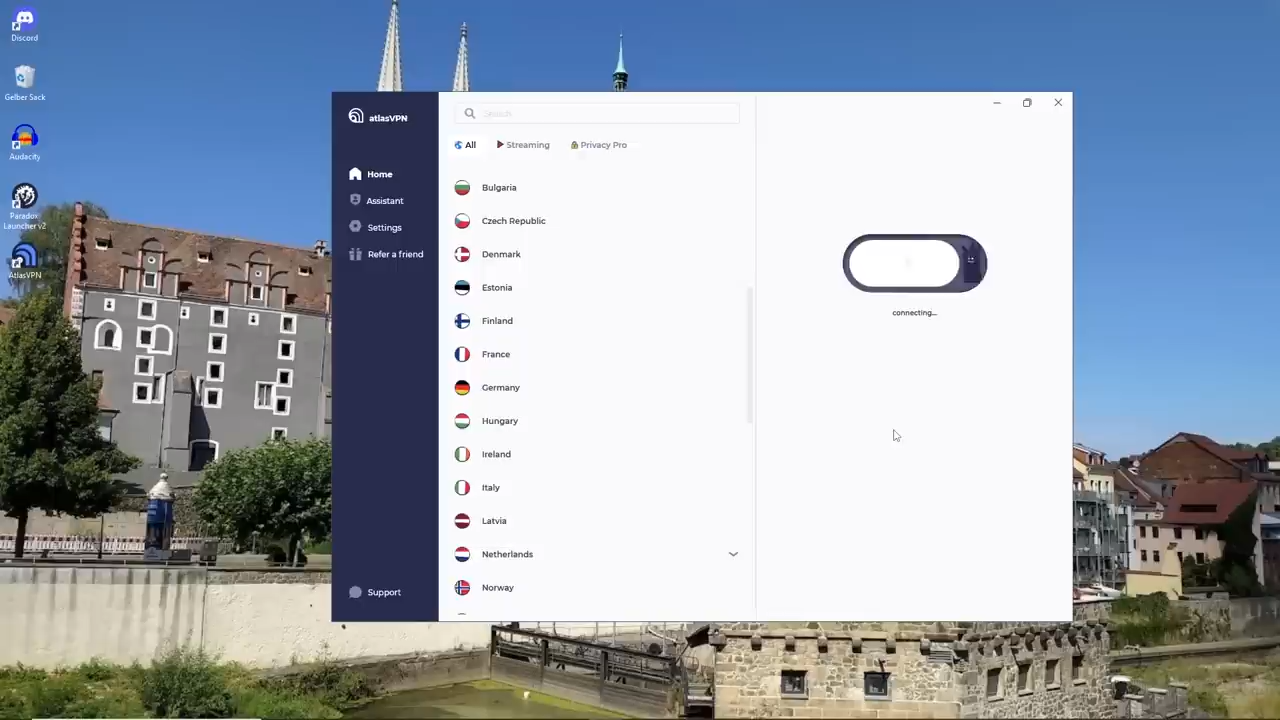 Discord
Gelber Sack
Audacity
Paradox
Launcher v2
AtlasVPN
atlasVPN
Home
Assistant
Settings
Refer a friend
Support
Search
All
Streaming
Privacy Pro
Bulgaria
Czech Republic
Denmark
Estonia
Finland
France
Germany
Hungary
Ireland
Italy
Latvia
Netherlands
Norway
connecting...